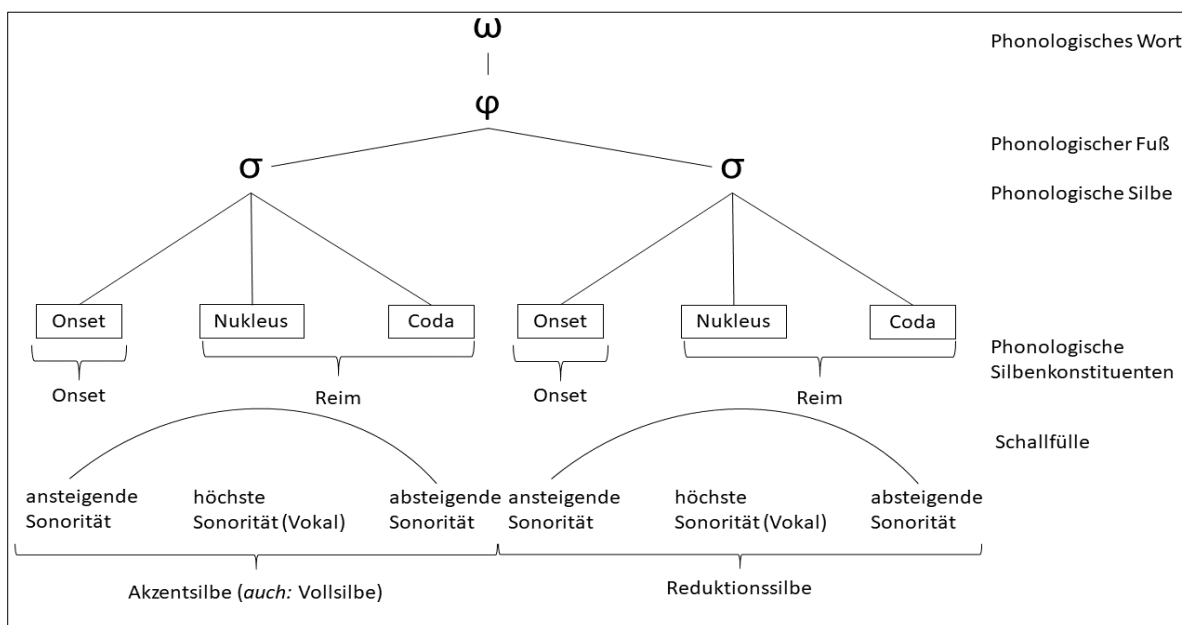 ω
Phonologisches Wort
φ
Phonologischer Fuß
σ σ
Phonologische Silbe
Onset Nukleus Coda Onset Nukleus Coda
Phonologische
Silbenkonstituenten
Onset Reim Onset Reim
Schallfülle
ansteigende höchste absteigende ansteigende höchste absteigende
Sonorität Sonorität (Vokal) Sonorität Sonorität Sonorität (Vokal) Sonorität
Akzentsilbe (auch: Vollsilbe) Reduktionssilbe